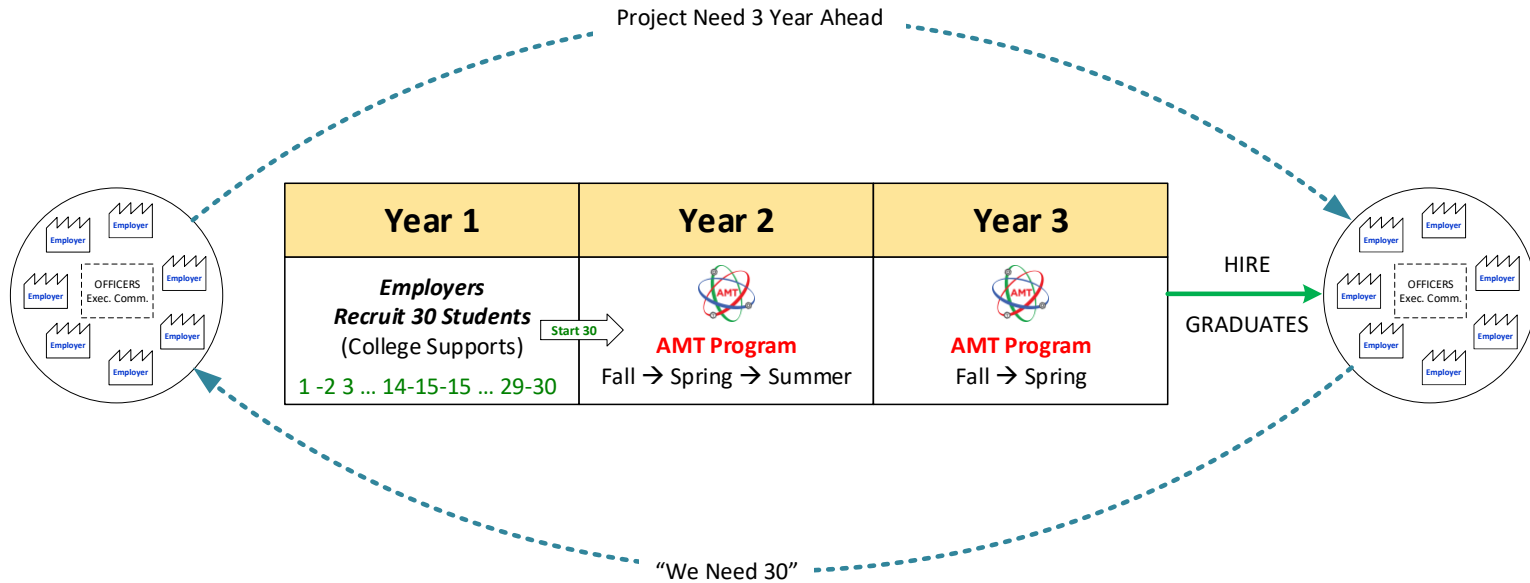 Project Need 3 Year Ahead
Employer
Employer
Employer
Employer
Employer
Employer
Employer
Employer
OFFICERS
Exec. Comm.
Year 1
Year 2
Year 3
Employers
Recruit 30 Students
(College Supports)
1 -2 3 ... 14-15-15 ... 29-30
Start 30
AMT
AMT Program
Fall → Spring → Summer
AMT
AMT Program
Fall → Spring
HIRE
GRADUATES
Employer
Employer
Employer
Employer
Employer
Employer
Employer
Employer
OFFICERS
Exec. Comm.
“We Need 30”